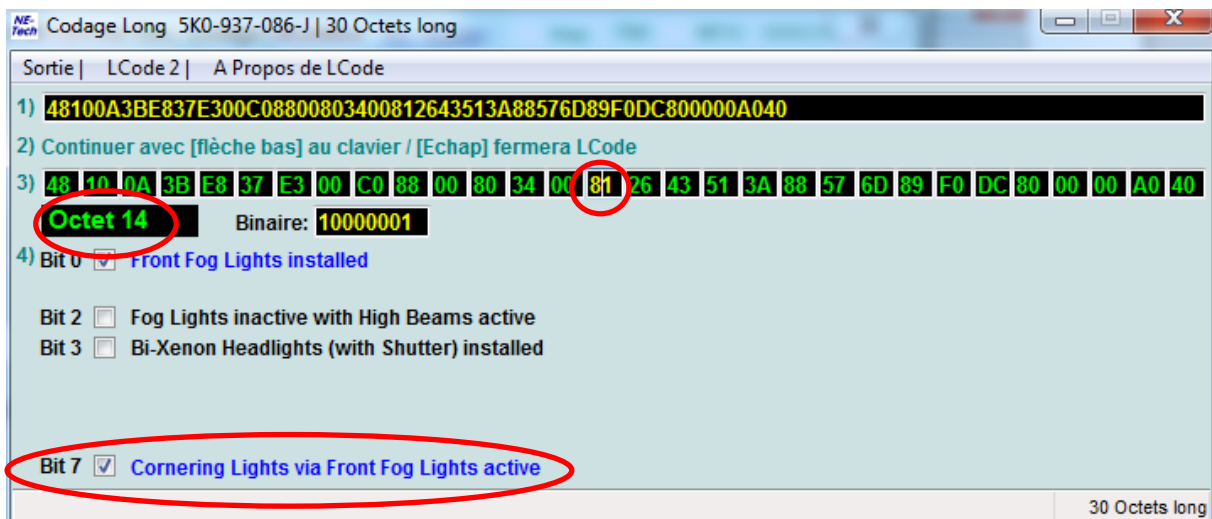 NE-Tech Codage Long 5K0-937-086-J | 30 Octets long
Sortie | LCode 2 | A Propos de LCode
1) 48100A3BE837E300C08800803400812643513A88576D89F0DC800000A040
2) Continuer avec [flèche bas] au clavier / [Echap] fermera LCode
3) 48 10 0A 3B E8 37 E3 00 C0 88 00 80 34 00 81 26 43 51 3A 88 57 6D 89 F0 DC 80 00 00 A0 40
Octet 14 Binaire: 10000001
4) Bit 0 Front Fog Lights installed
Bit 2 Fog Lights inactive with High Beams active
Bit 3 Bi-Xenon Headlights (with Shutter) installed
Bit 7 Cornering Lights via Front Fog Lights active
30 Octets long